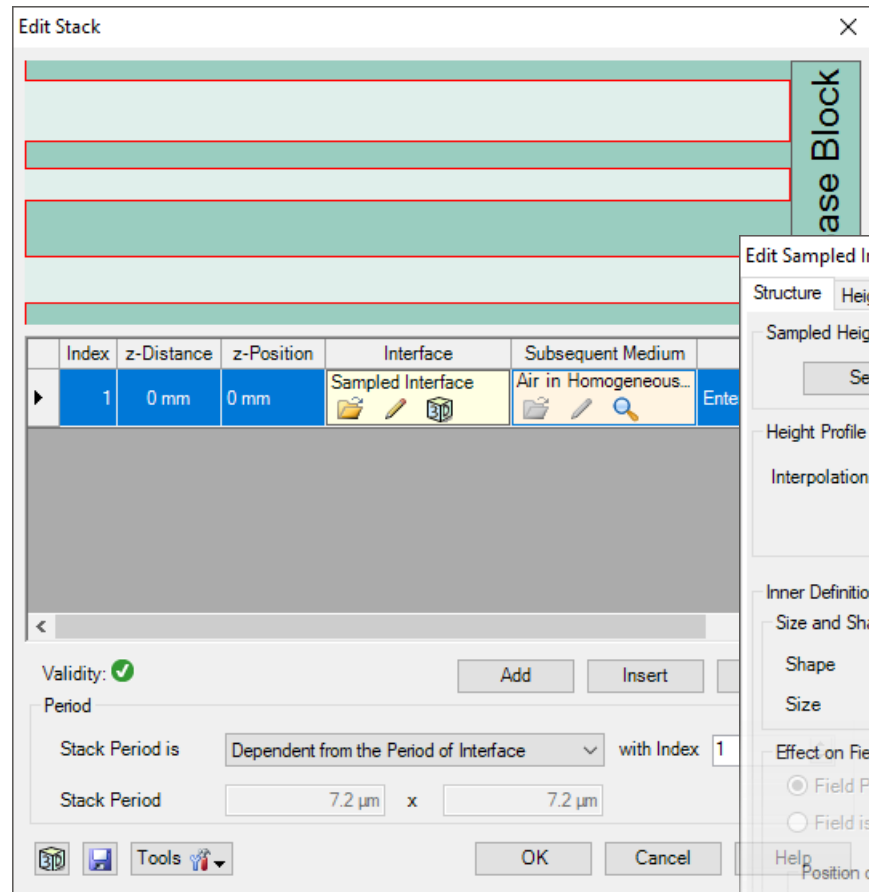 Edit Stack
ase Block
Index z-Distance z-Position Interface Subsequent Medium
1 0 mm 0 mm Sampled Interface Air in Homogeneous... Ente
3D
Validity:
Add Insert
Period
Stack Period is Dependent from the Period of Interface with Index 1
Stack Period 7.2 µm x 7.2 µm
3D Tools OK Cancel Help
Edit Sampled I
Structure Heig
Sampled Heig
Se
Height Profile
Interpolation
Inner Definitio
Size and Sha
Shape
Size
Effect on Fie
Field P
Field is
Position o